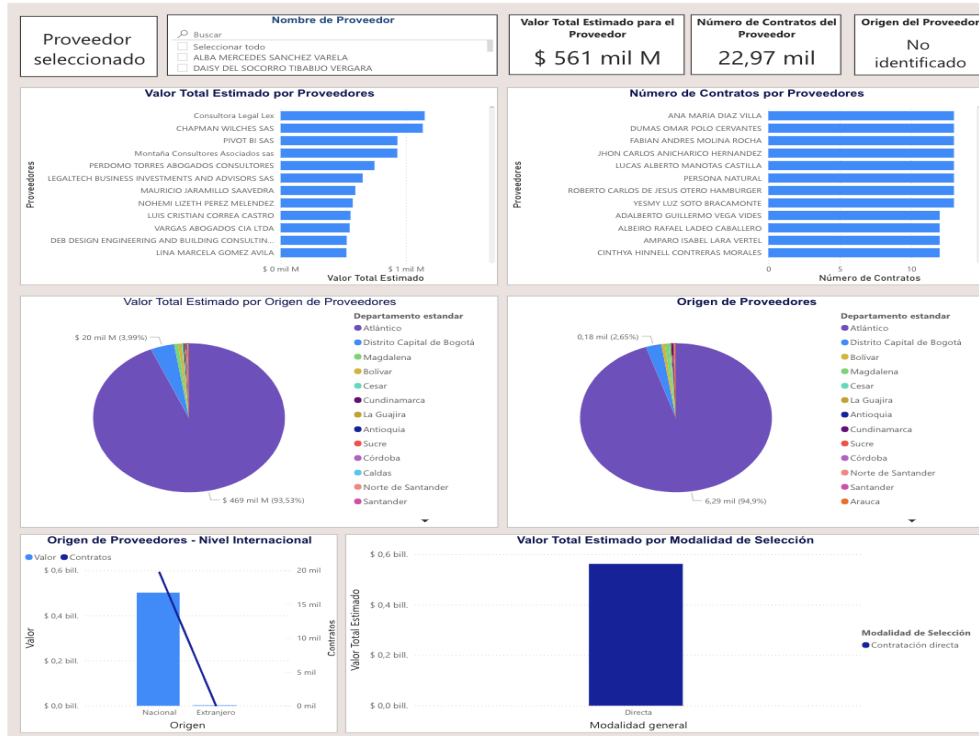 Proveedor
seleccionado
Nombre de Proveedor
Buscar
Seleccionar todo
ALBA MERCEDES SANCHEZ VARELA
DAISY DEL SOCORRO TIBABIJO VERGARA
Valor Total Estimado para el
Proveedor
$ 561 mil M
Número de Contratos del
Proveedor
22,97 mil
Origen del Proveedor
No
identificado
Valor Total Estimado por Proveedores
Proveedores
Consultora Legal Lex
CHAPMAN WILCHES SAS
PIVOT BI SAS
Montaña Consultores Asociados sas
PERDOMO TORRES ABOGADOS CONSULTORES
LEGALTECH BUSINESS INVESTMENTS AND ADVISORS SAS
MAURICIO JARAMILLO SAAVEDRA
NOHEMI LIZETH PEREZ MELENDEZ
LUIS CRISTIAN CORREA CASTRO
VARGAS ABOGADOS CIA LTDA
DEB DESIGN ENGINEERING AND BUILDING CONSULTIN...
LINA MARCELA GOMEZ AVILA
$ 0 mil M $ 1 mil M
Valor Total Estimado
Número de Contratos por Proveedores
Proveedores
ANA MARIA DIAZ VILLA
DUMAS OMAR POLO CERVANTES
FABIAN ANDRES MOLINA ROCHA
JHON CARLOS ANICHARICO HERNANDEZ
LUCAS ALBERTO MANOTAS CASTILLA
PERSONA NATURAL
ROBERTO CARLOS DE JESUS OTERO HAMBURGER
YESMY LUZ SOTO BRACAMONTE
ADALBERTO GUILLERMO VEGA VIDES
ALBEIRO RAFAEL LADEO CABALLERO
AMPARO ISABEL LARA VERTEL
CINTHYA HINNELL CONTRERAS MORALES
0 5 10
Número de Contratos
Valor Total Estimado por Origen de Proveedores
$ 20 mil M (3,99%)
$ 469 mil M (93,53%)
Departamento estandar
Atlántico
Distrito Capital de Bogotá
Magdalena
Bolívar
Cesar
Cundinamarca
La Guajira
Antioquia
Sucre
Córdoba
Caldas
Norte de Santander
Santander
Origen de Proveedores
0,18 mil (2,65%)
6,29 mil (94,9%)
Departamento estandar
Atlántico
Distrito Capital de Bogotá
Bolívar
Magdalena
Cesar
La Guajira
Antioquia
Cundinamarca
Sucre
Córdoba
Norte de Santander
Santander
Arauca
Origen de Proveedores - Nivel Internacional
Valor Contratos
Valor
$ 0,6 bill.
$ 0,4 bill.
$ 0,2 bill.
$ 0,0 bill.
20 mil
15 mil
10 mil
5 mil
0 mil
Contratos
Nacional Extranjero
Origen
Valor Total Estimado por Modalidad de Selección
Valor Total Estimado
$ 0,6 bill.
$ 0,4 bill.
$ 0,2 bill.
$ 0,0 bill.
Directa
Modalidad general
Modalidad de Selección
Contratación directa